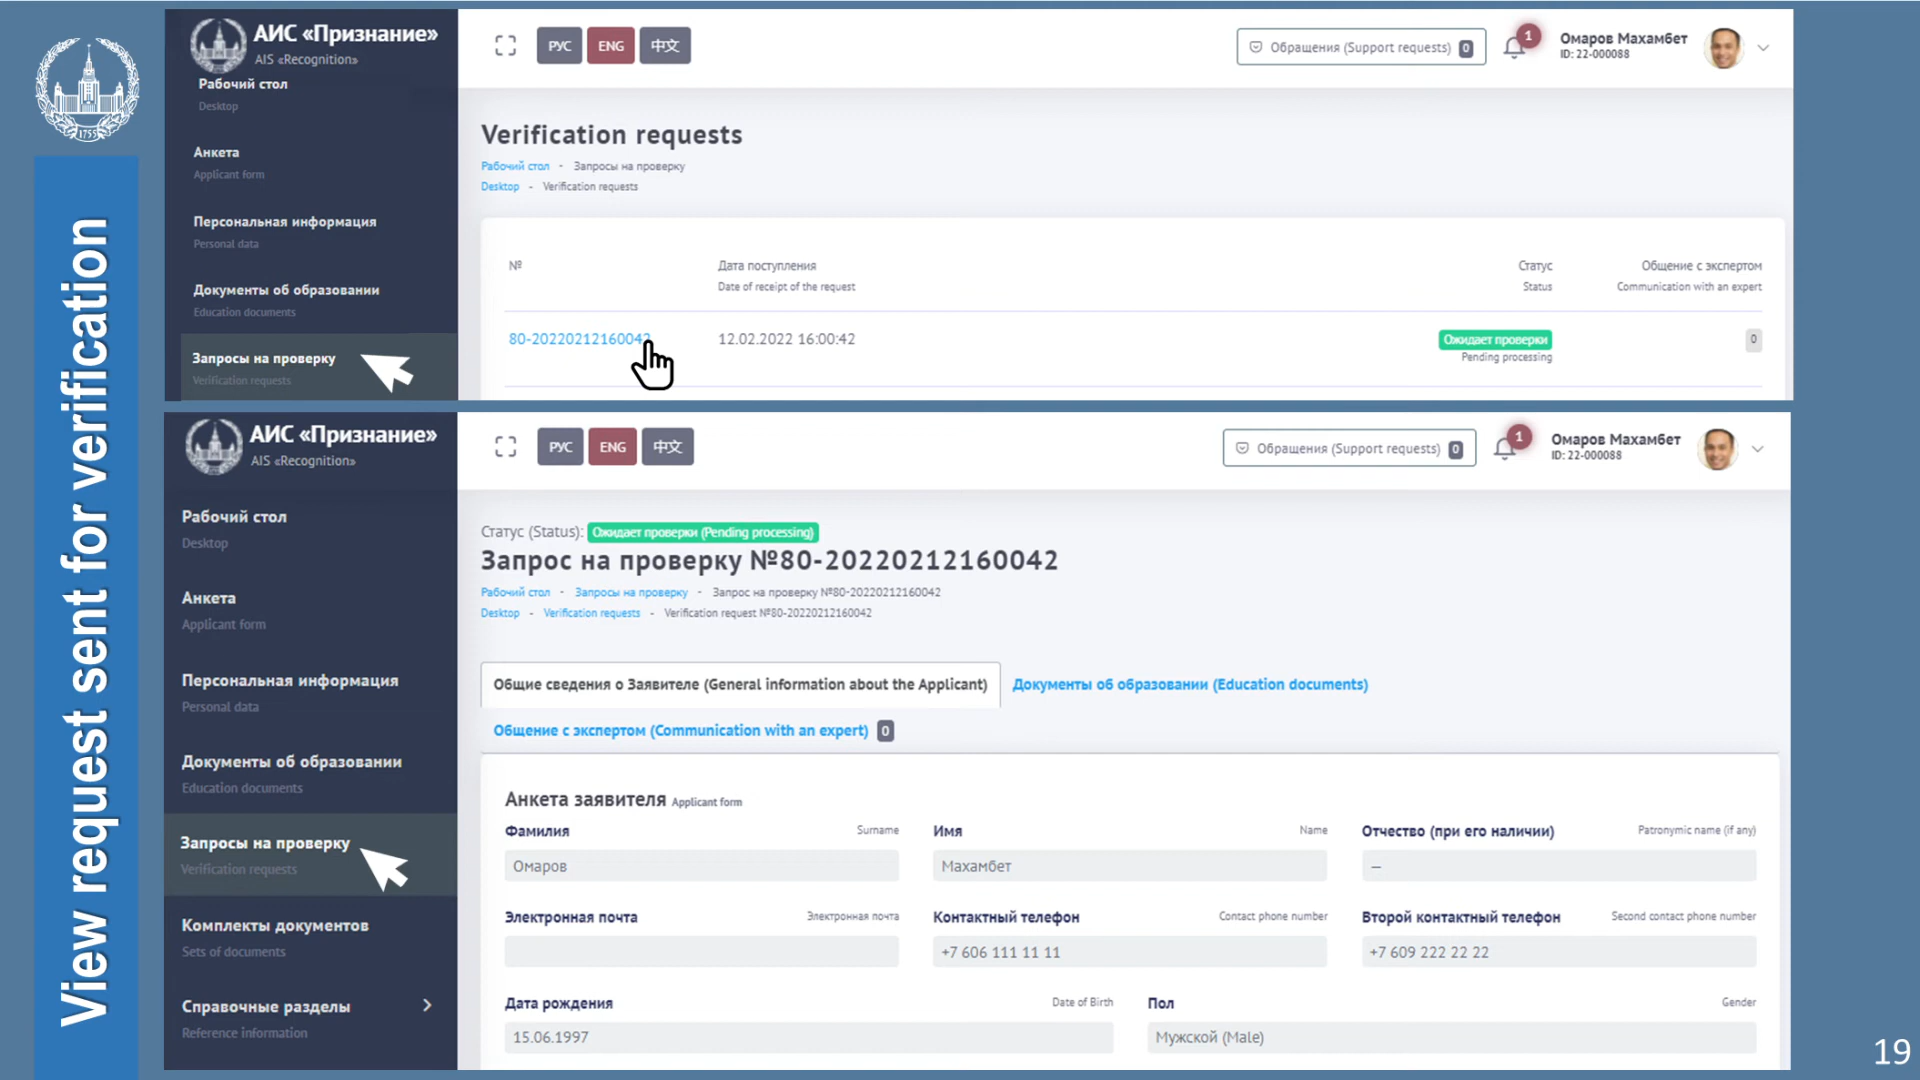 View request sent for verification
1755
АИС «Признание»
AIS «Recognition»
Рабочий стол
Desktop
Анкета
Applicant form
Персональная информация
Personal data
Документы об образовании
Education documents
Запросы на проверку
Verification requests
РУС ENG 中文
Обращения (Support requests) 0
1
Омаров Махамбет
ID: 22-000088
Verification requests
Рабочий стол - Запросы на проверку
Desktop - Verification requests
№ Дата поступления Статус Общение с экспертом
Date of receipt of the request Status Communication with an expert
80-20220212160042 12.02.2022 16:00:42 Ожидает проверки 0
Pending processing
АИС «Признание»
AIS «Recognition»
Рабочий стол
Desktop
Анкета
Applicant form
Персональная информация
Personal data
Документы об образовании
Education documents
Запросы на проверку
Verification requests
Комплекты документов
Sets of documents
Справочные разделы
Reference information
РУС ENG 中文
Обращения (Support requests) 0
1
Омаров Махамбет
ID: 22-000088
Статус (Status): Ожидает проверки (Pending processing)
Запрос на проверку №80-20220212160042
Рабочий стол - Запросы на проверку - Запрос на проверку №80-20220212160042
Desktop - Verification requests - Verification request №80-20220212160042
Общие сведения о Заявителе (General information about the Applicant) Документы об образовании (Education documents)
Общение с экспертом (Communication with an expert) 0
Анкета заявителя Applicant form
Фамилия Surname Имя Name Отчество (при его наличии) Patronymic name (if any)
Омаров Махамбет —
Электронная почта Электронная почта Контактный телефон Contact phone number Второй контактный телефон Second contact phone number
+7 606 111 11 11 +7 609 222 22 22
Дата рождения Date of Birth Пол Gender
15.06.1997 Мужской (Male)
19